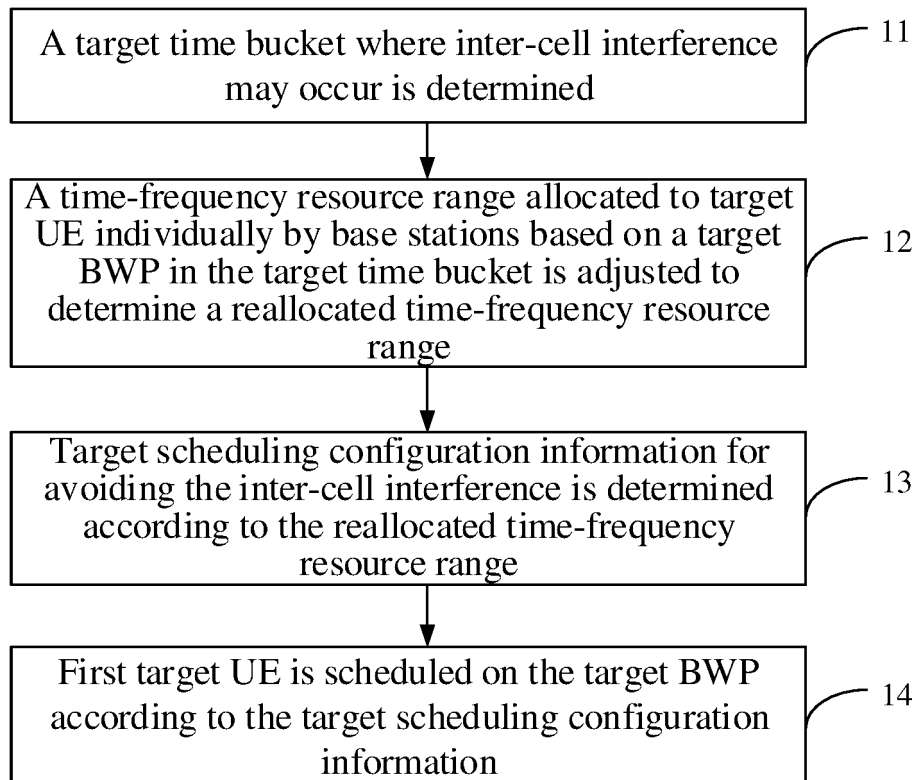 A target time bucket where inter-cell interference
may occur is determined
11
A time-frequency resource range allocated to target
UE individually by base stations based on a target
BWP in the target time bucket is adjusted to
determine a reallocated time-frequency resource
range
12
Target scheduling configuration information for
avoiding the inter-cell interference is determined
according to the reallocated time-frequency
resource range
13
First target UE is scheduled on the target BWP
according to the target scheduling configuration
information
14